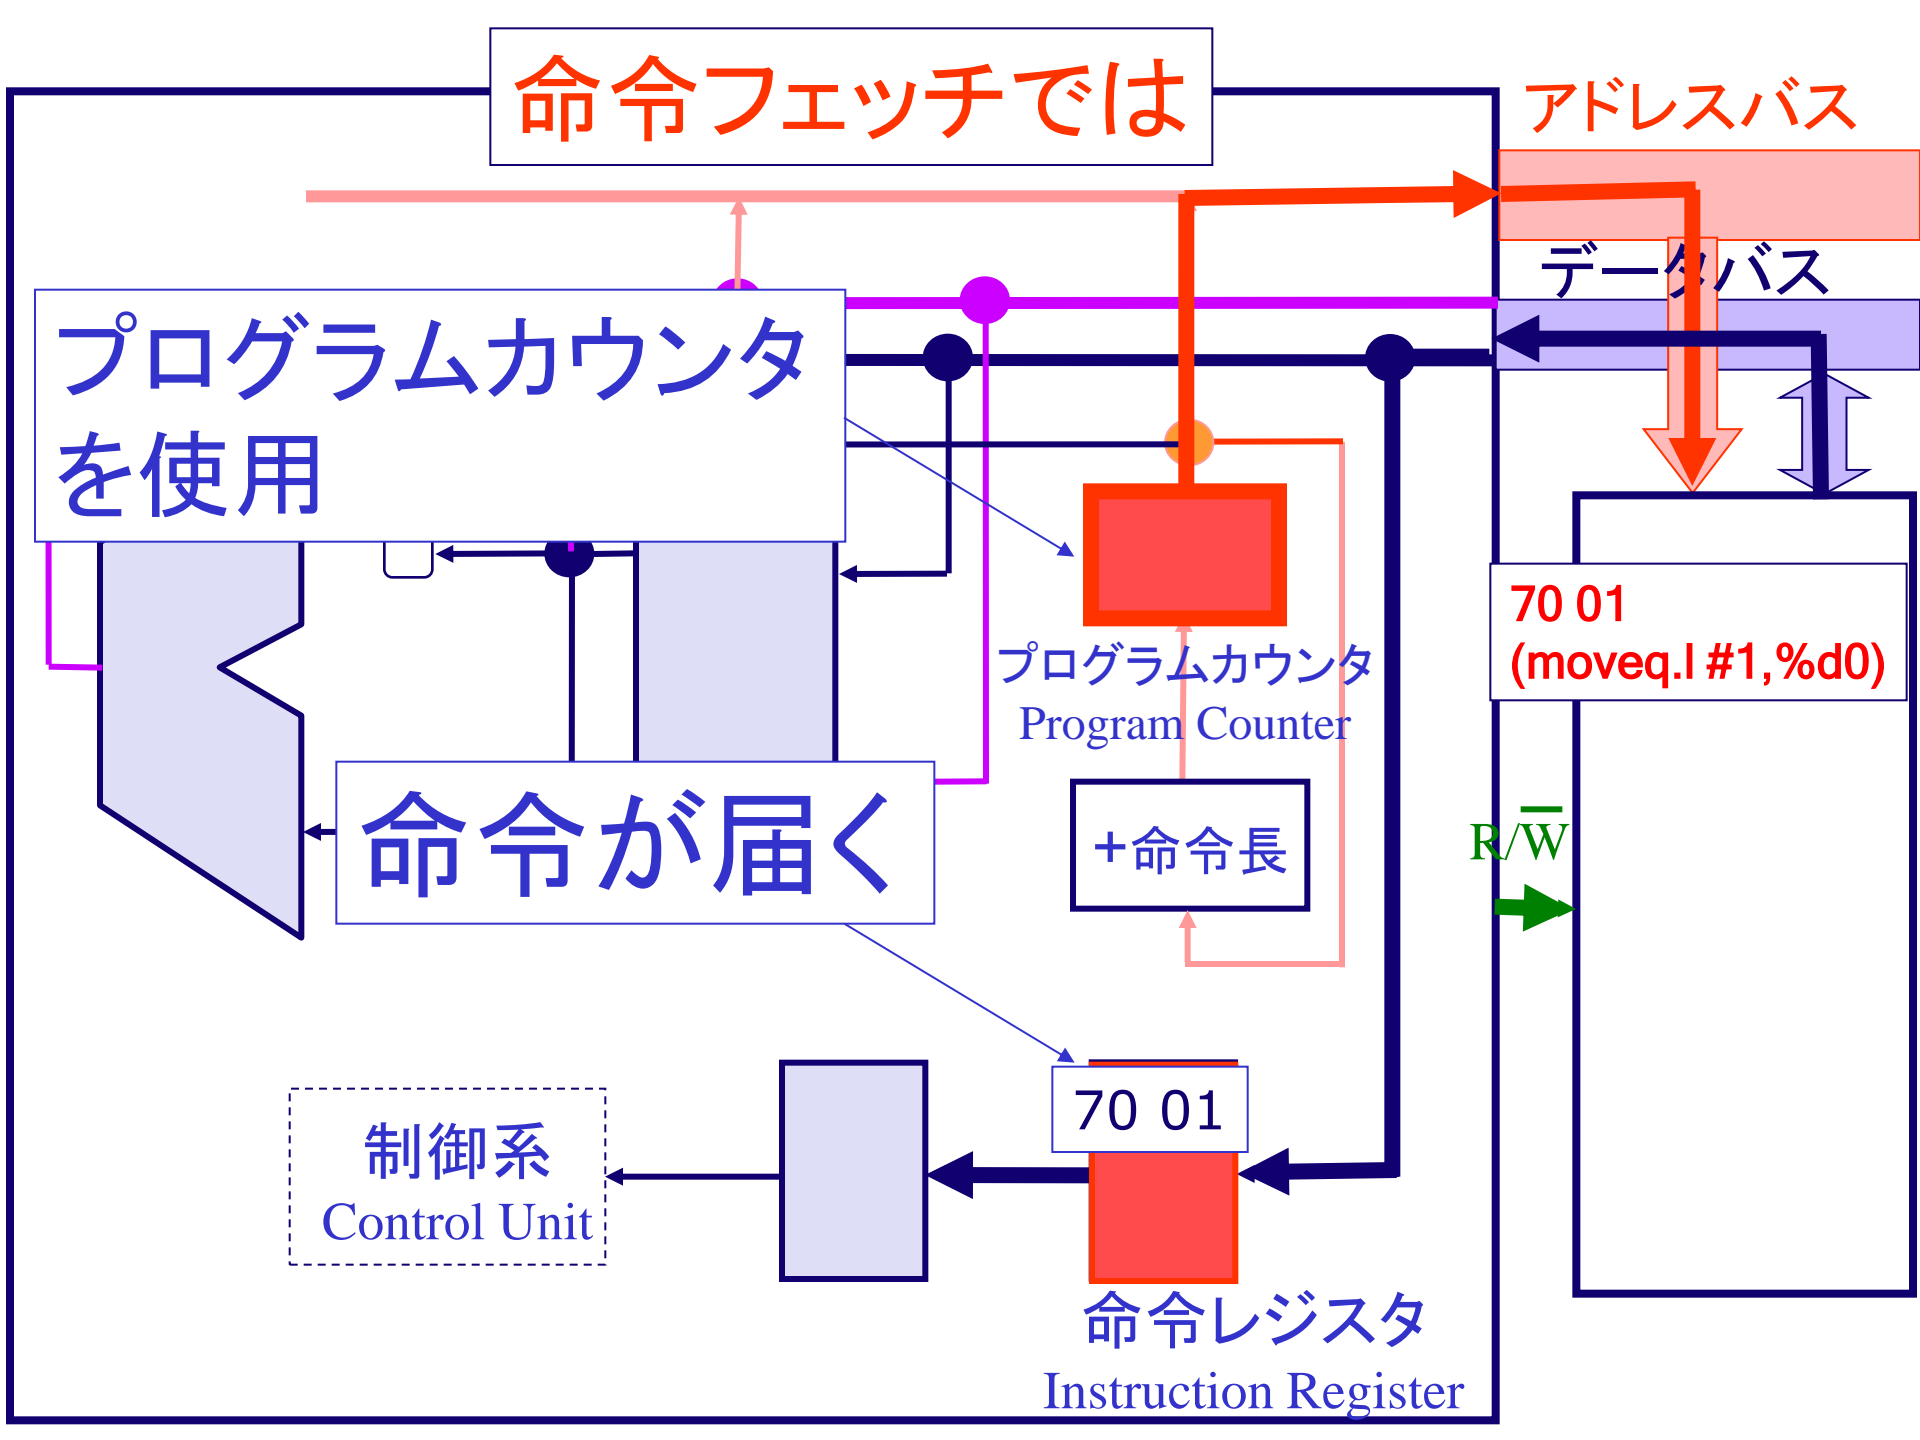 命令フェッチでは
アドレスバス
データバス
プログラムカウンタ
を使用
70 01
(moveq.l #1,%d0)
プログラムカウンタ
Program Counter
命令が届く
+命令長
R/W̅
70 01
制御系
Control Unit
命令レジスタ
Instruction Register